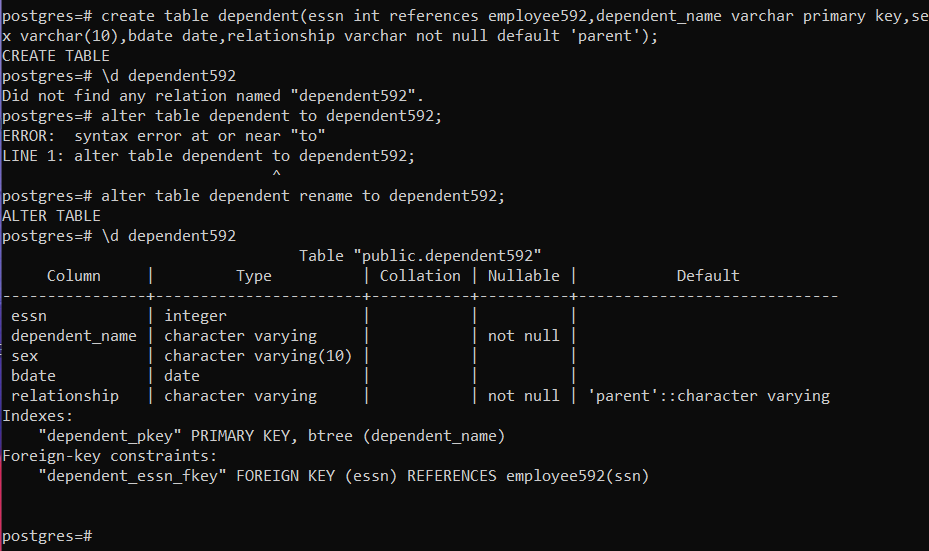 postgres=# create table dependent(essn int references employee592,dependent_name varchar primary key,se
x varchar(10),bdate date,relationship varchar not null default 'parent');
CREATE TABLE
postgres=# \d dependent592
Did not find any relation named "dependent592".
postgres=# alter table dependent to dependent592;
ERROR:  syntax error at or near "to"
LINE 1: alter table dependent to dependent592;
                              ^
postgres=# alter table dependent rename to dependent592;
ALTER TABLE
postgres=# \d dependent592
                                 Table "public.dependent592"
     Column     |         Type          | Collation | Nullable |           Default
----------------+-----------------------+-----------+----------+-----------------------------
 essn           | integer               |           |          |
 dependent_name | character varying     |           | not null |
 sex            | character varying(10) |           |          |
 bdate          | date                  |           |          |
 relationship   | character varying     |           | not null | 'parent'::character varying
Indexes:
    "dependent_pkey" PRIMARY KEY, btree (dependent_name)
Foreign-key constraints:
    "dependent_essn_fkey" FOREIGN KEY (essn) REFERENCES employee592(ssn)
postgres=#